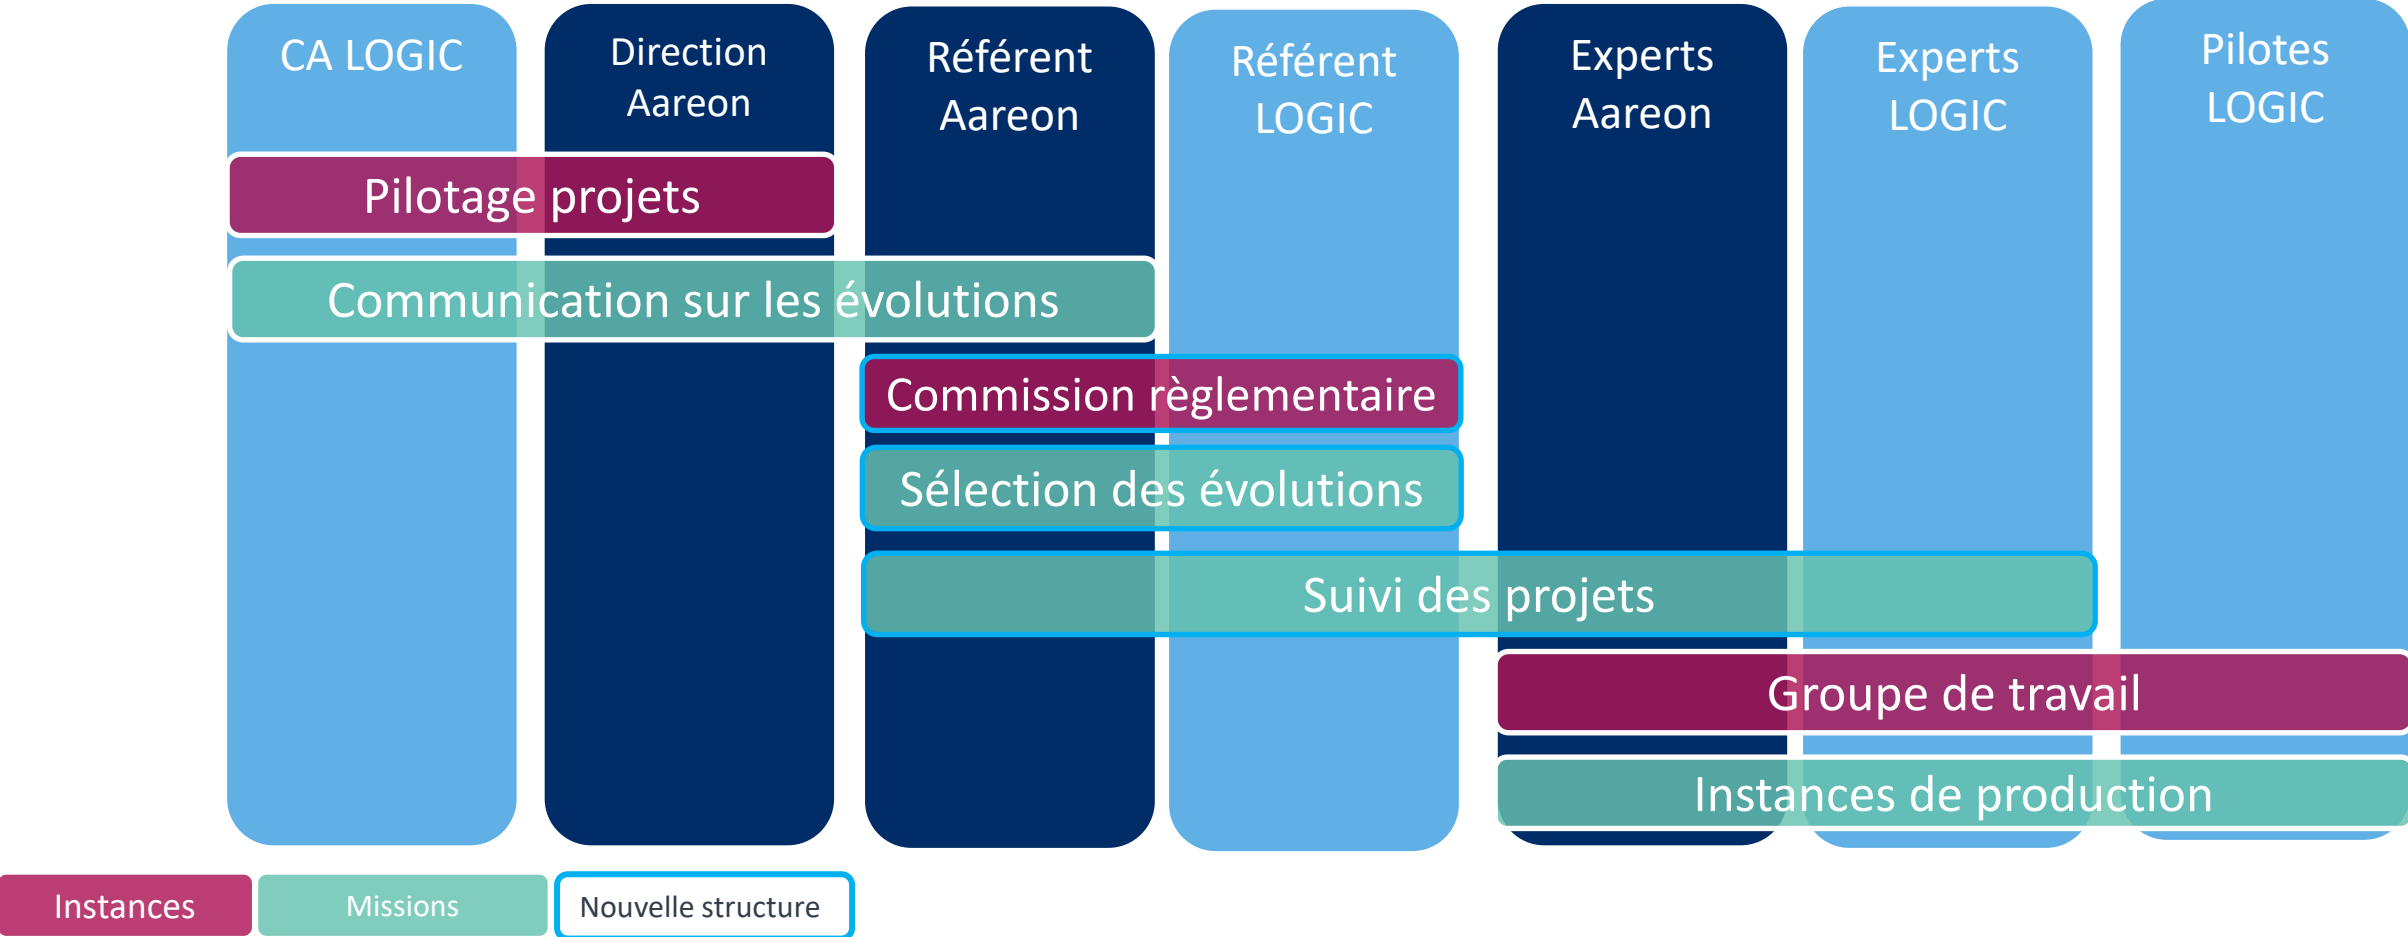 CA LOGIC
Direction
Aareon
Référent
Aareon
Référent
LOGIC
Experts
Aareon
Experts
LOGIC
Pilotes
LOGIC
Pilotage projets
Communication sur les évolutions
Commission règlementaire
Sélection des évolutions
Suivi des projets
Groupe de travail
Instances de production
Instances
Missions
Nouvelle structure